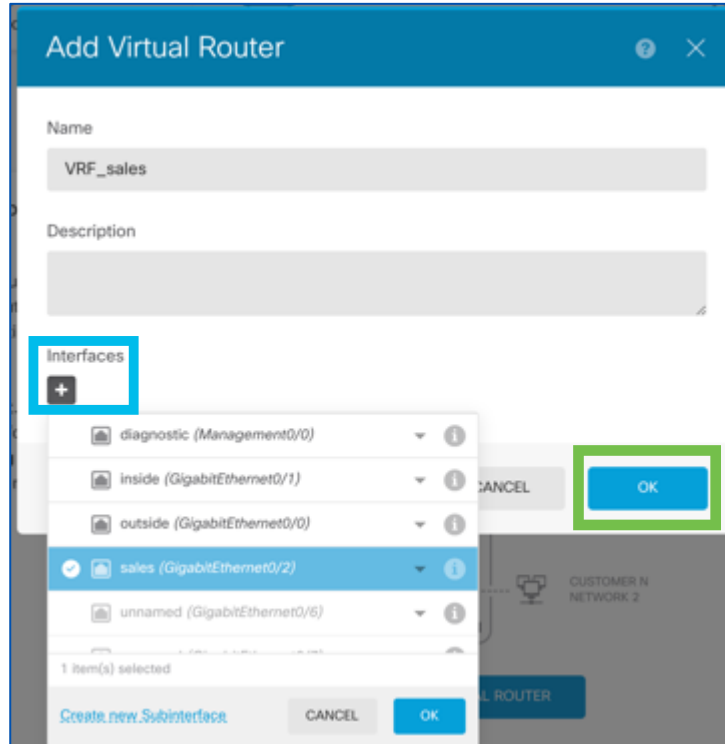 Add Virtual Router
Name
VRF_sales
Description
Interfaces
diagnostic (Management0/0)
inside (GigabitEthernet0/1)
CANCEL
OK
outside (GigabitEthernet0/0)
sales (GigabitEthernet0/2)
CUSTOMER N
NETWORK 2
unnamed (GigabitEthernet0/6)
1 item(s) selected
Create new Subinterface
CANCEL
OK
ROUTER